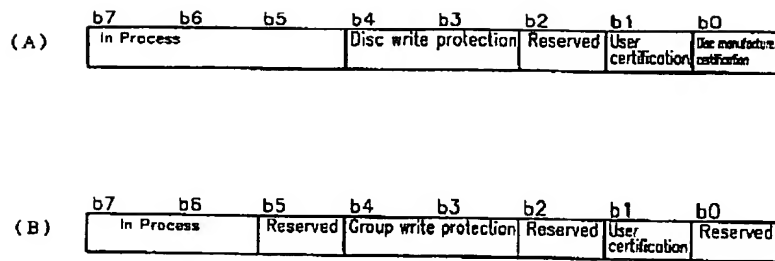 b7 b6 b5 b4 b3 b2 b1 b0
(A) In Process Disc write protection Reserved User certification Disc manufacture certification
b7 b6 b5 b4 b3 b2 b1 b0
(B) In Process Reserved Group write protection Reserved User certification Reserved